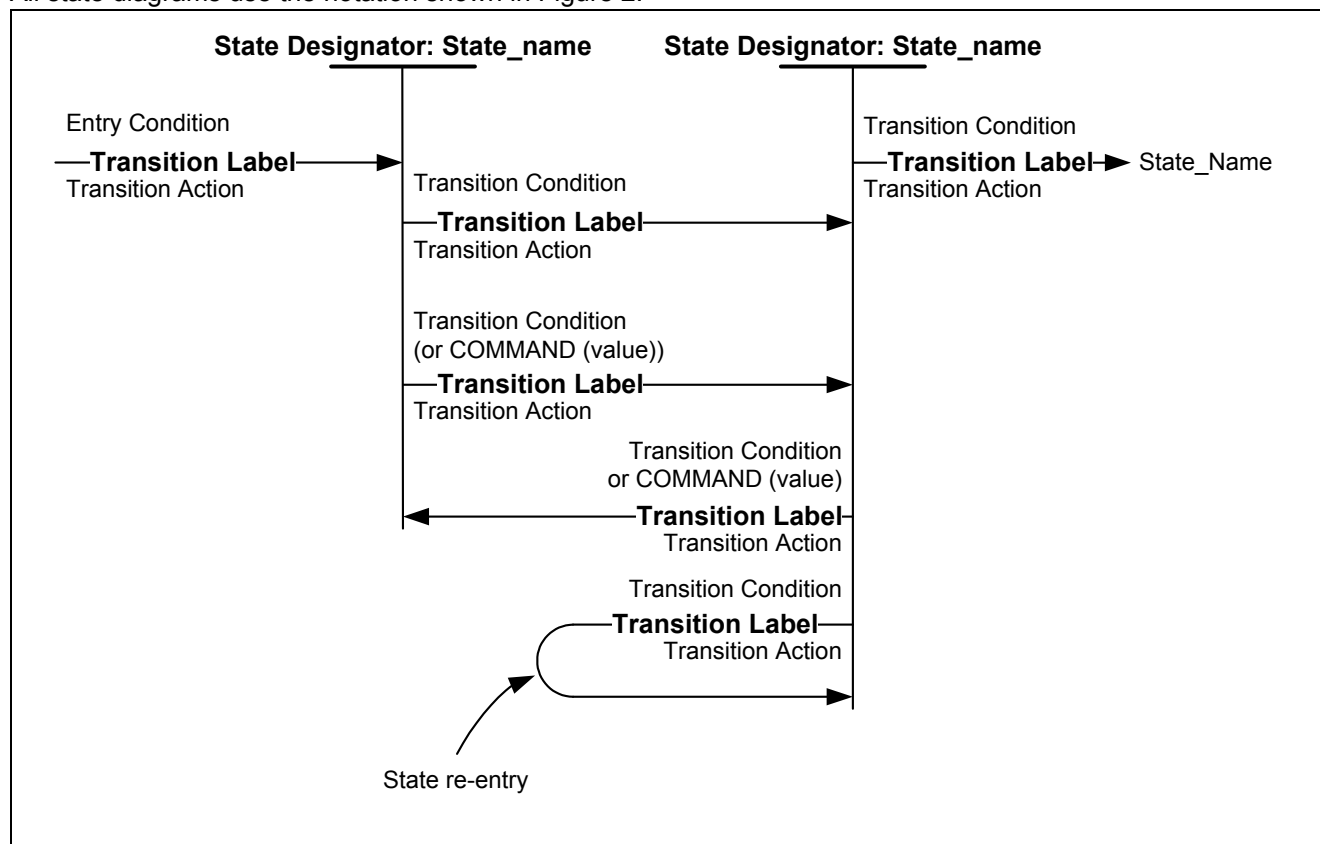 All state diagrams use the notation shown in Figure 2.
State Designator: State_name
State Designator: State_name
Entry Condition
Transition Label
Transition Action
Transition Condition
Transition Label
State_Name
Transition Action
Transition Condition
Transition Label
Transition Action
Transition Condition
(or COMMAND (value))
Transition Label
Transition Action
Transition Condition
or COMMAND (value)
Transition Label
Transition Action
Transition Condition
Transition Label
Transition Action
State re-entry